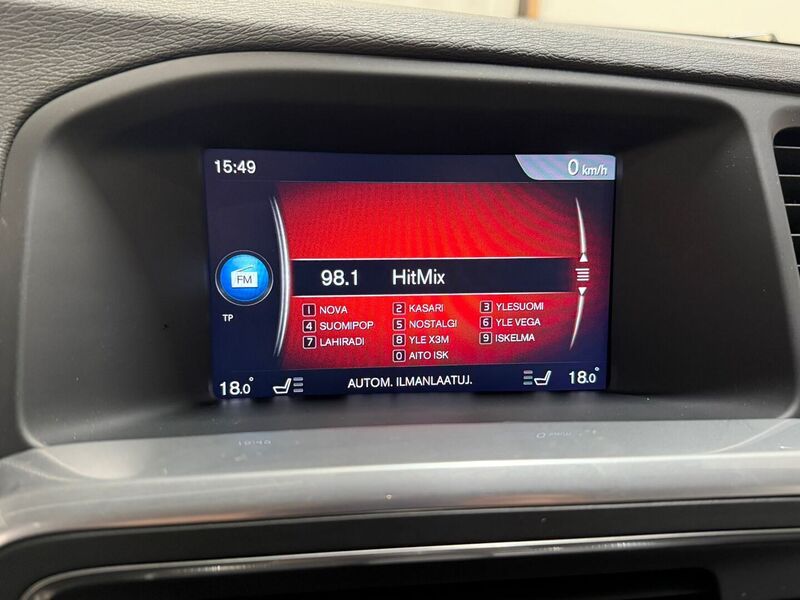 15:49
0 km/h
FM
98.1 HitMix
TP
1 NOVA 2 KASARI 3 YLESUOMI
4 SUOMIPOP 5 NOSTALGI 6 YLE VEGA
7 LAHIRADI 8 YLE X3M 9 ISKELMA
0 AITO ISK
18.0° AUTOM. ILMANLAATUJ. 18.0°